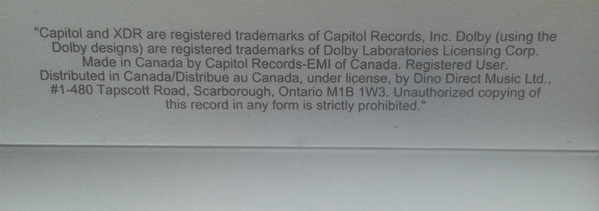 "Capitol and XDR are registered trademarks of Capitol Records, Inc. Dolby (using the
Dolby designs) are registered trademarks of Dolby Laboratories Licensing Corp.
Made in Canada by Capitol Records-EMI of Canada. Registered User.
Distributed in Canada/Distribue au Canada, under license, by Dino Direct Music Ltd.,
#1-480 Tapscott Road, Scarborough, Ontario M1B 1W3. Unauthorized copying of
this record in any form is strictly prohibited."